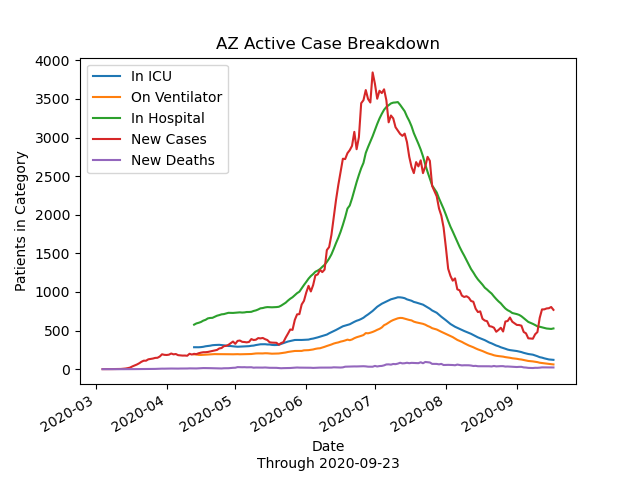 AZ Active Case Breakdown
In ICU
On Ventilator
In Hospital
New Cases
New Deaths
Patients in Category
4000
3500
3000
2500
2000
1500
1000
500
0
2020-03
2020-04
2020-05
2020-06
2020-07
2020-08
2020-09
Date
Through 2020-09-23